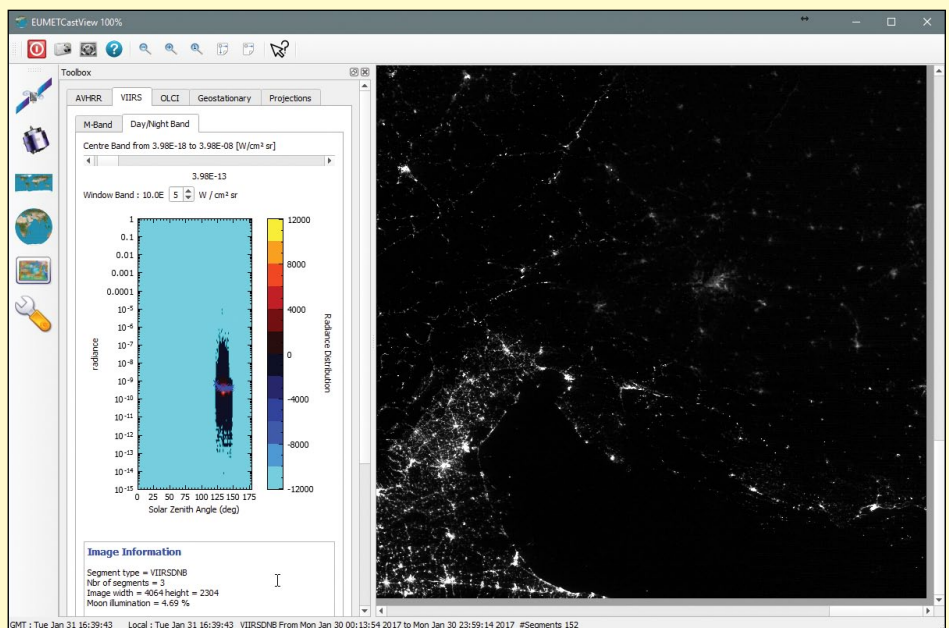 EUMETCastView 100%
Toolbox
AVHRR VIIRS OLCI Geostationary Projections
M-Band Day/Night Band
Centre Band from 3.98E-18 to 3.98E-08 [W/cm² sr]
3.98E-13
Window Band : 10.0E 5 W / cm² sr
1
0.1
0.01
0.001
0.0001
10-5
10-6
10-7
10-8
10-9
10-10
10-11
10-12
10-13
10-14
10-15
radiance
0 25 50 75 100 125 150 175
Solar Zenith Angle (deg)
12000
8000
4000
0
-4000
-8000
-12000
Radiance Distribution
Image Information
Segment type = VIIRSDNB
Nbr of segments = 3
Image width = 4064 height = 2304
Moon illumination = 4.69 %
GMT : Tue Jan 31 16:39:43 Local : Tue Jan 31 16:39:43 VIIRSDNB From Mon Jan 30 00:13:54 2017 to Mon Jan 30 23:59:14 2017 #Segments 152